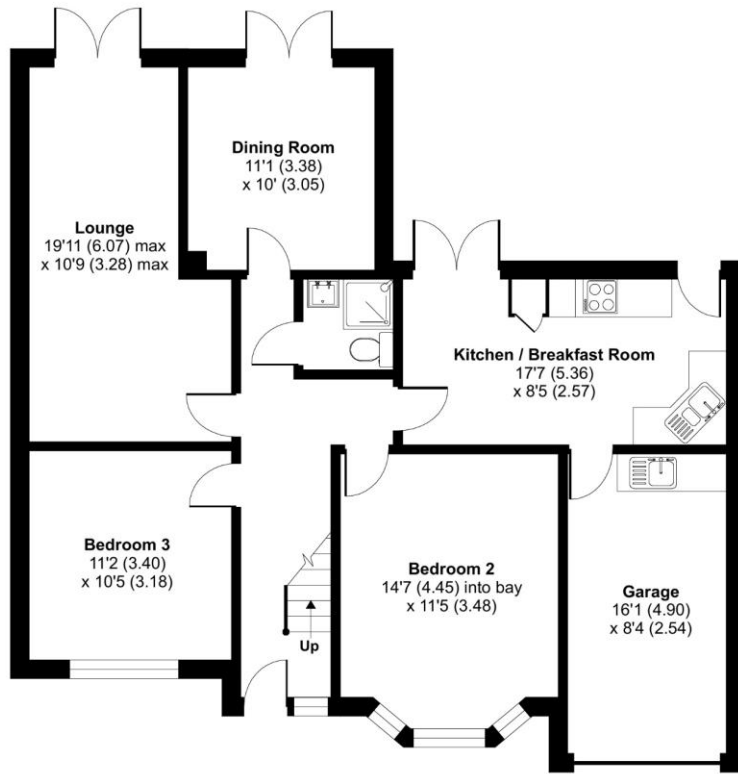 Dining Room
11'1 (3.38)
x 10' (3.05)
Lounge
19'11 (6.07) max
x 10'9 (3.28) max
Kitchen / Breakfast Room
17'7 (5.36)
x 8'5 (2.57)
Bedroom 3
11'2 (3.40)
x 10'5 (3.18)
Bedroom 2
14'7 (4.45) into bay
x 11'5 (3.48)
Garage
16'1 (4.90)
x 8'4 (2.54)
Up